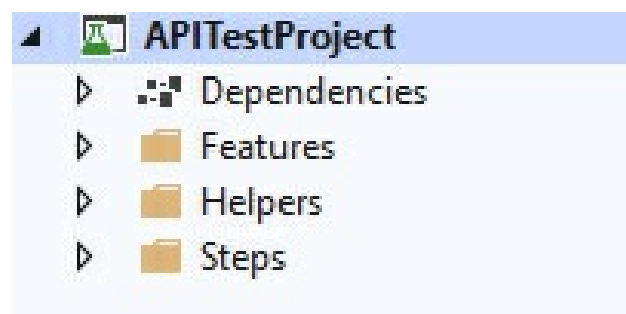 APITestProject
Dependencies
Features
Helpers
Steps